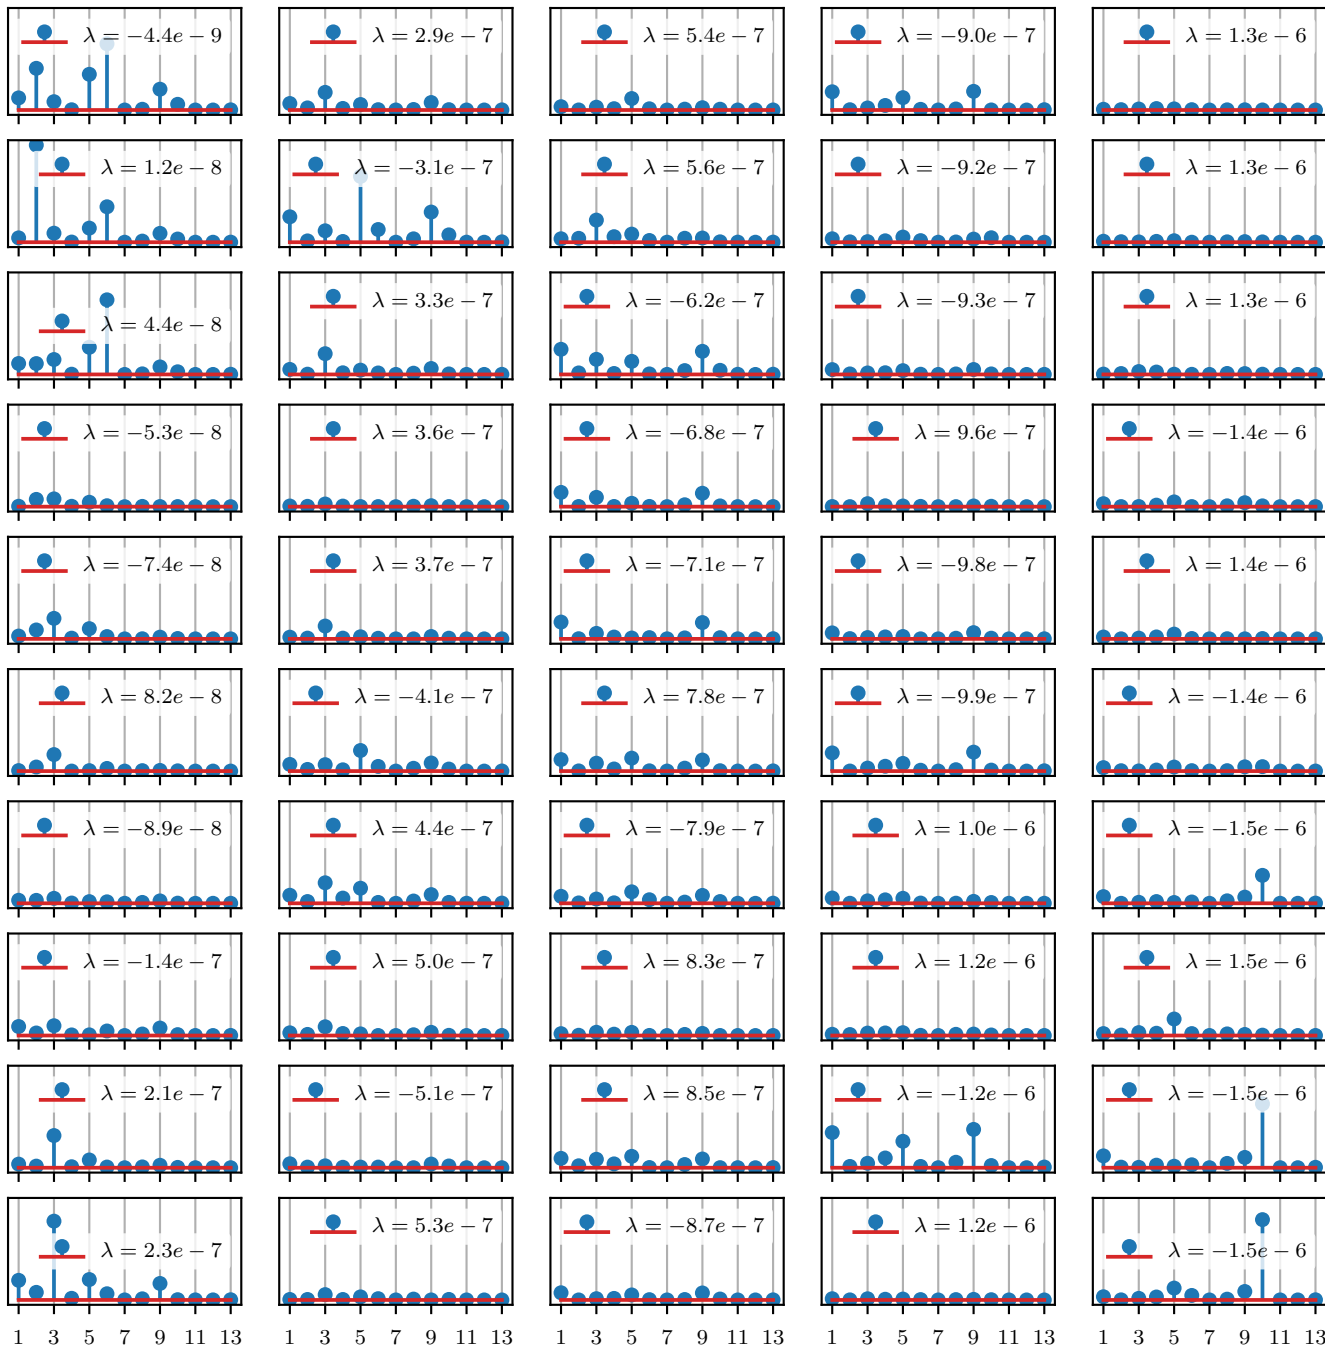 λ = −4.4e − 9 λ = 2.9e − 7 λ = 5.4e − 7 λ = −9.0e − 7 λ = 1.3e − 6
λ = 1.2e − 8 λ = −3.1e − 7 λ = 5.6e − 7 λ = −9.2e − 7 λ = 1.3e − 6
λ = 4.4e − 8 λ = 3.3e − 7 λ = −6.2e − 7 λ = −9.3e − 7 λ = 1.3e − 6
λ = −5.3e − 8 λ = 3.6e − 7 λ = −6.8e − 7 λ = 9.6e − 7 λ = −1.4e − 6
λ = −7.4e − 8 λ = 3.7e − 7 λ = −7.1e − 7 λ = −9.8e − 7 λ = 1.4e − 6
λ = 8.2e − 8 λ = −4.1e − 7 λ = 7.8e − 7 λ = −9.9e − 7 λ = −1.4e − 6
λ = −8.9e − 8 λ = 4.4e − 7 λ = −7.9e − 7 λ = 1.0e − 6 λ = −1.5e − 6
λ = −1.4e − 7 λ = 5.0e − 7 λ = 8.3e − 7 λ = 1.2e − 6 λ = 1.5e − 6
λ = 2.1e − 7 λ = −5.1e − 7 λ = 8.5e − 7 λ = −1.2e − 6 λ = −1.5e − 6
λ = 2.3e − 7 λ = 5.3e − 7 λ = −8.7e − 7 λ = 1.2e − 6 λ = −1.5e − 6
1 3 5 7 9 11 13 1 3 5 7 9 11 13 1 3 5 7 9 11 13 1 3 5 7 9 11 13 1 3 5 7 9 11 13